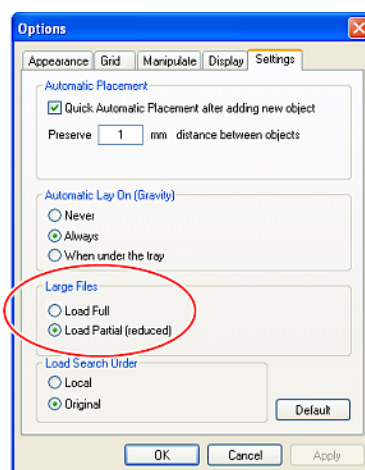 Options
Appearance Grid Manipulate Display Settings
Automatic Placement
Quick Automatic Placement after adding new object
Preserve 1 mm distance between objects
Automatic Lay On (Gravity)
Never
Always
When under the tray
Large Files
Load Full
Load Partial (reduced)
Load Search Order
Local
Original
Default
OK Cancel Apply